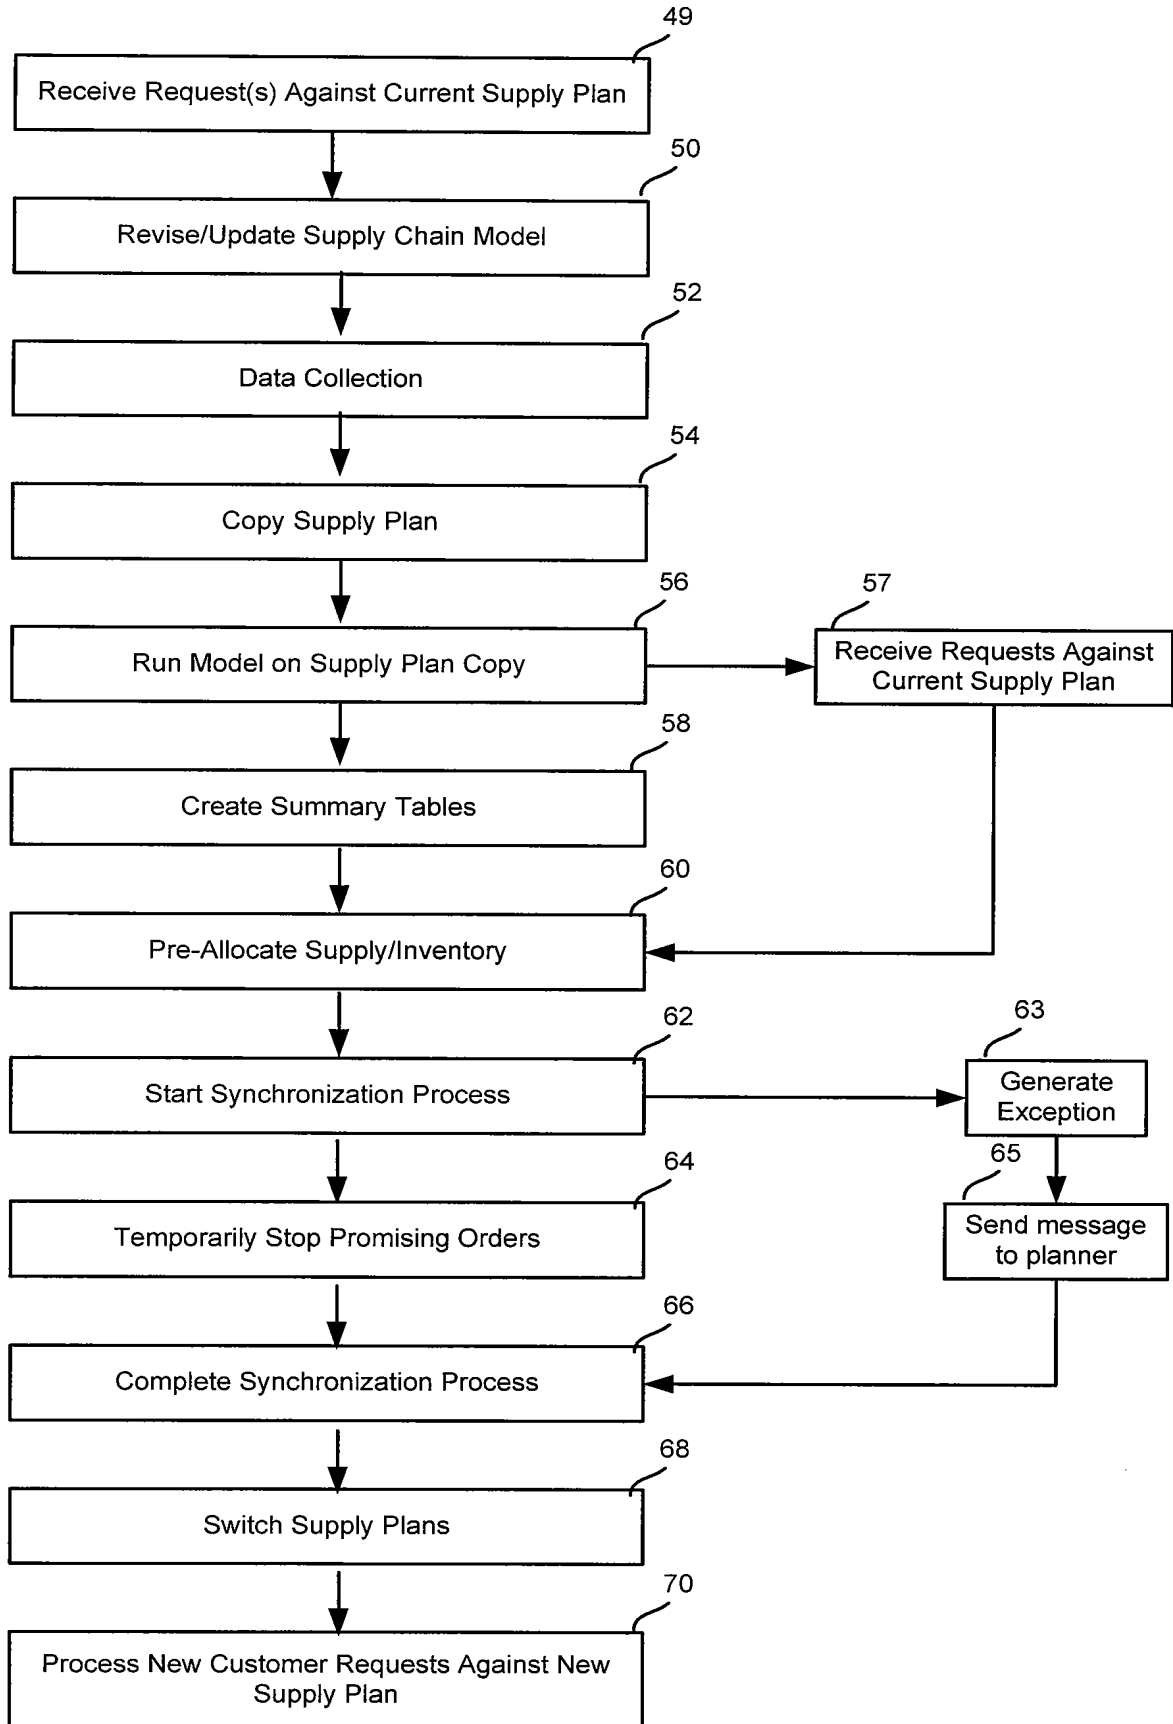 49
Receive Request(s) Against Current Supply Plan
50
Revise/Update Supply Chain Model
52
Data Collection
54
Copy Supply Plan
56
Run Model on Supply Plan Copy
57
Receive Requests Against
Current Supply Plan
58
Create Summary Tables
60
Pre-Allocate Supply/Inventory
62
Start Synchronization Process
63
Generate
Exception
64
Temporarily Stop Promising Orders
65
Send message
to planner
66
Complete Synchronization Process
68
Switch Supply Plans
70
Process New Customer Requests Against New
Supply Plan